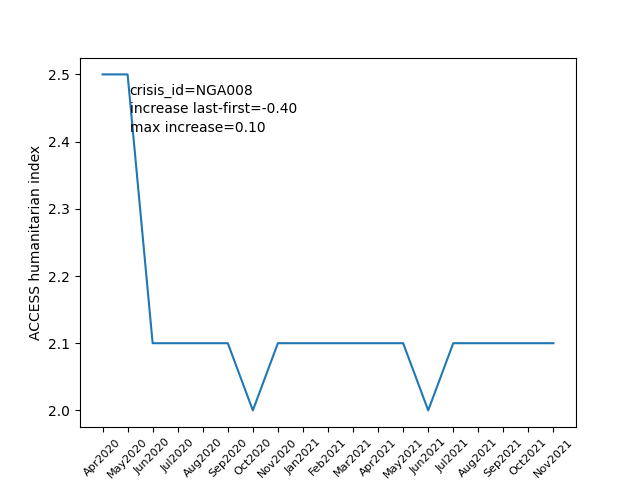 crisis_id=NGA008
increase last-first=-0.40
max increase=0.10
ACCESS humanitarian index
2.5
2.4
2.3
2.2
2.1
2.0
Apr2020
May2020
Jun2020
Jul2020
Aug2020
Sep2020
Oct2020
Nov2020
Jan2021
Feb2021
Mar2021
Apr2021
May2021
Jun2021
Jul2021
Aug2021
Sep2021
Oct2021
Nov2021